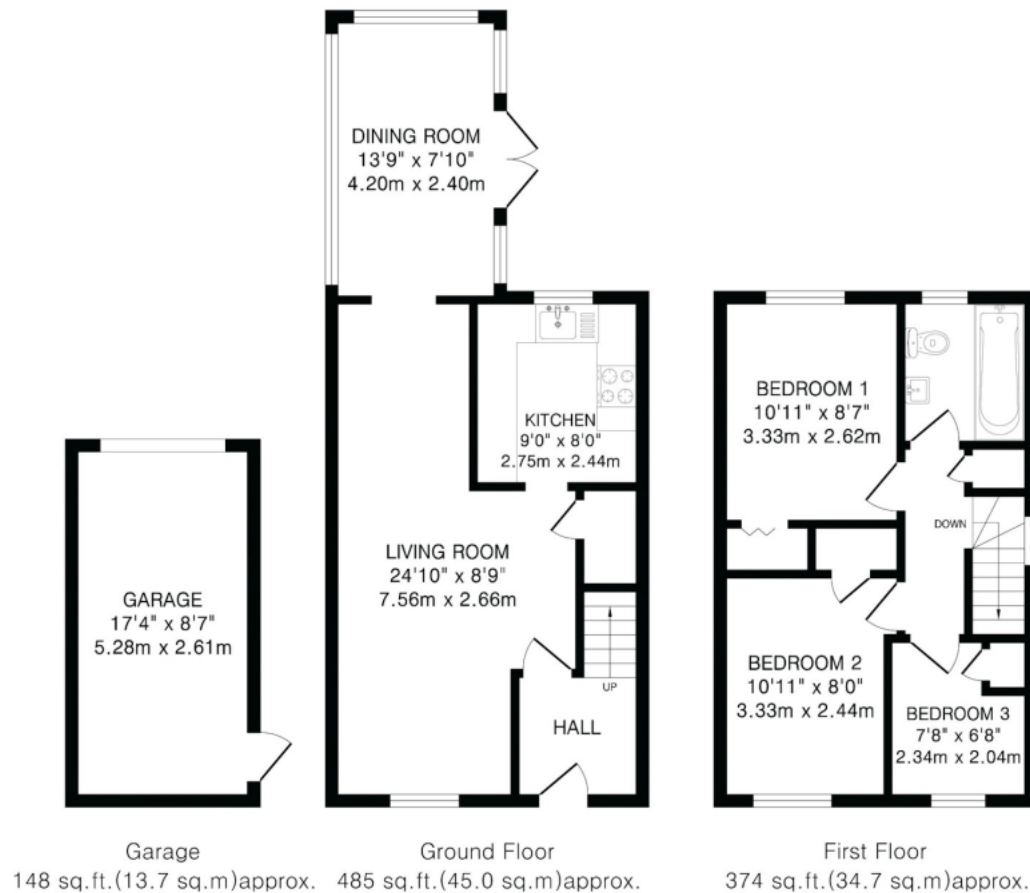 DINING ROOM
13'9" x 7'10"
4.20m x 2.40m
KITCHEN
9'0" x 8'0"
2.75m x 2.44m
LIVING ROOM
24'10" x 8'9"
7.56m x 2.66m
UP
HALL
GARAGE
17'4" x 8'7"
5.28m x 2.61m
BEDROOM 1
10'11" x 8'7"
3.33m x 2.62m
DOWN
BEDROOM 2
10'11" x 8'0"
3.33m x 2.44m
BEDROOM 3
7'8" x 6'8"
2.34m x 2.04m
Garage
148 sq.ft.(13.7 sq.m)approx.
Ground Floor
485 sq.ft.(45.0 sq.m)approx.
First Floor
374 sq.ft.(34.7 sq.m)approx.